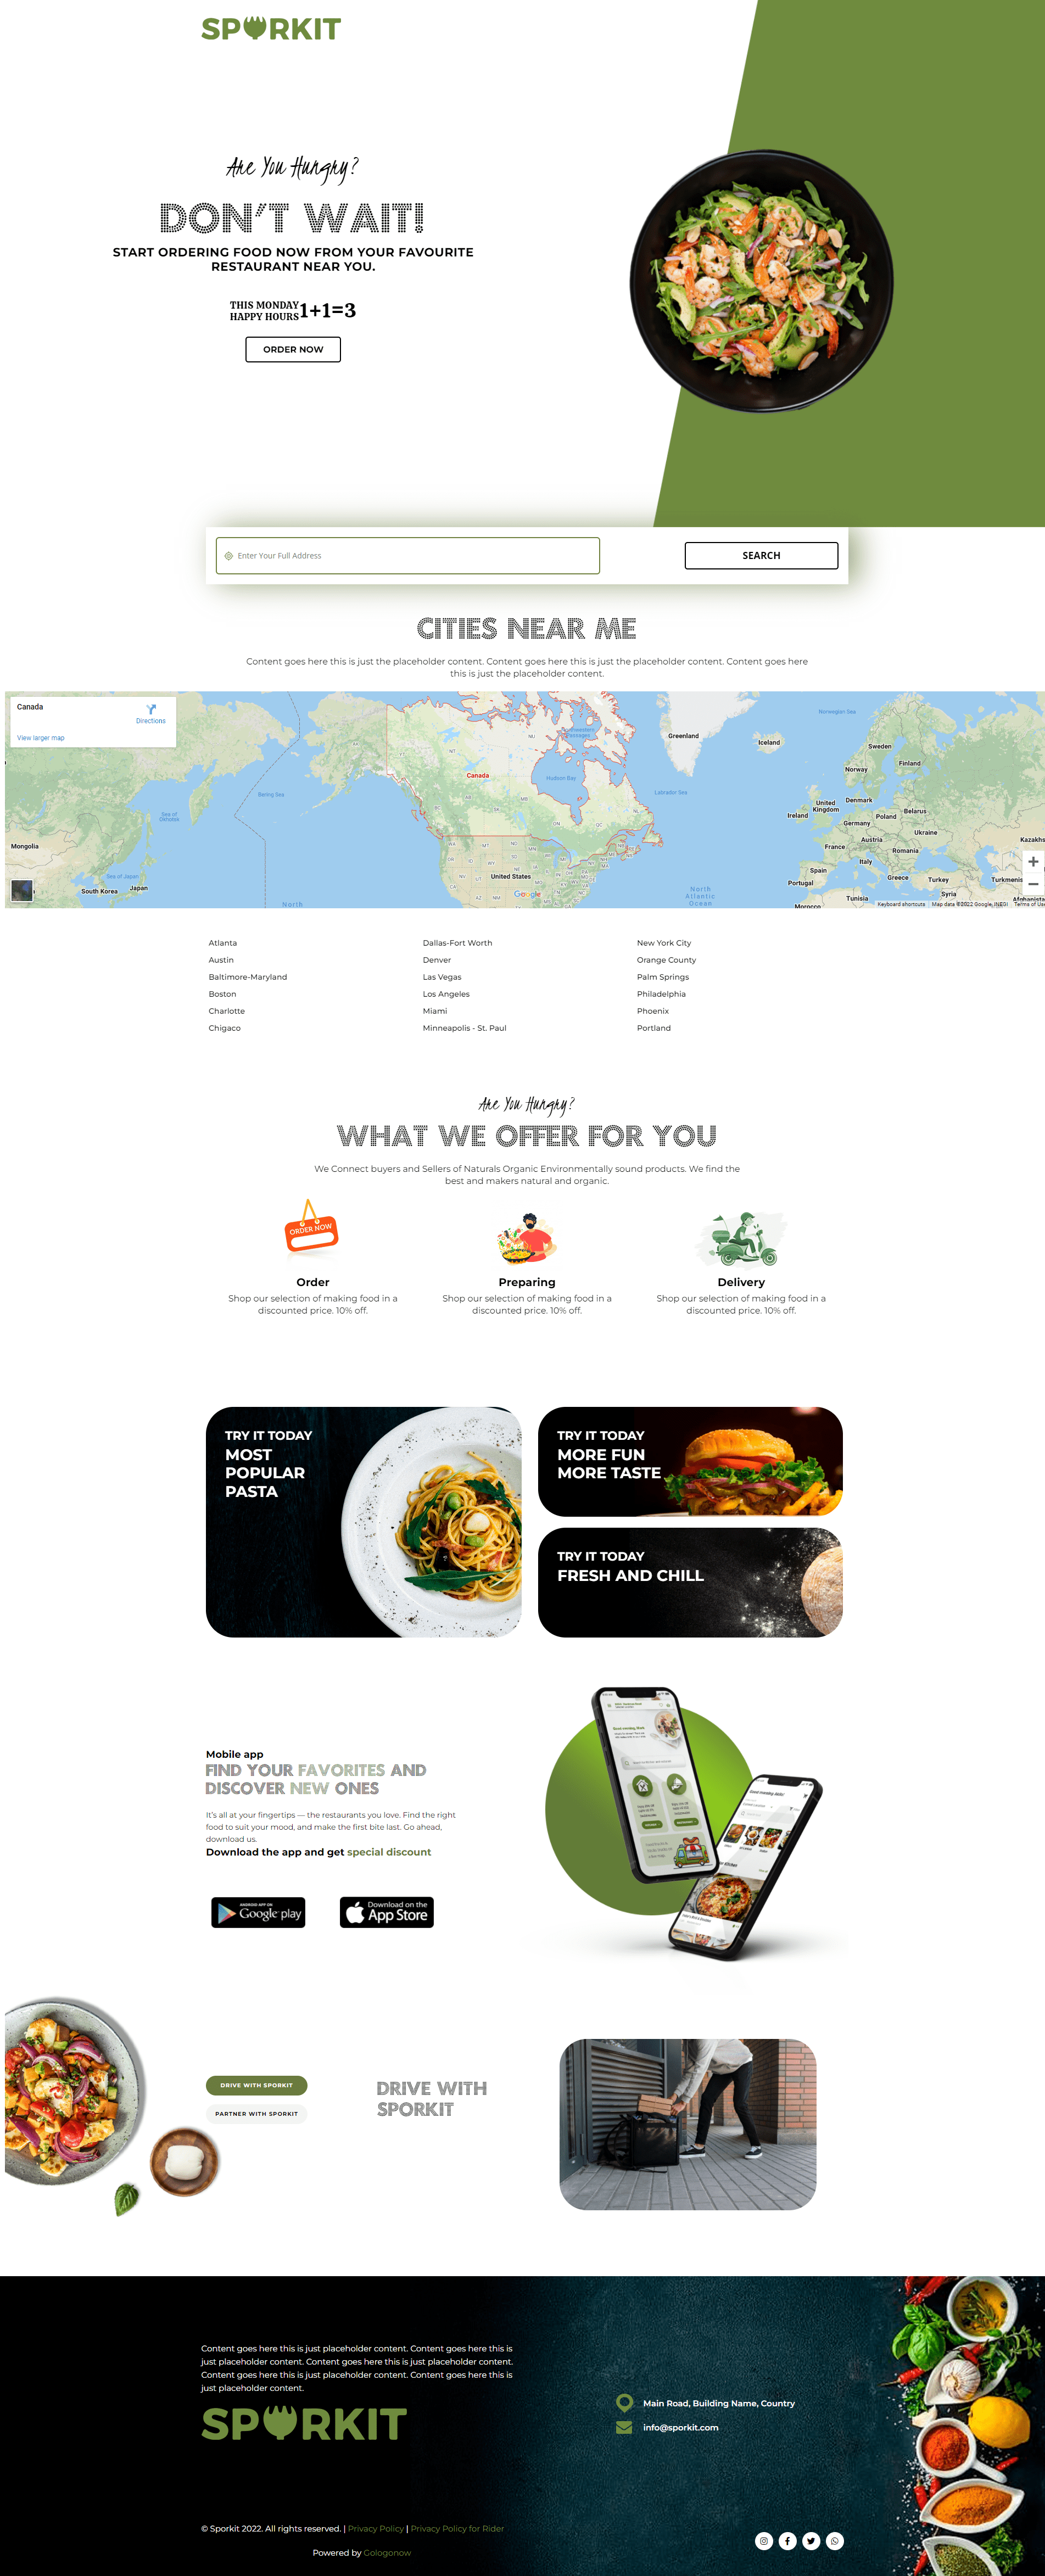 SPORKIT
Are You Hungry?
DON'T WAIT!
START ORDERING FOOD NOW FROM YOUR FAVOURITE
RESTAURANT NEAR YOU.
THIS MONDAY
HAPPY HOURS
1+1=3
ORDER NOW
Enter Your Full Address
SEARCH
CITIES NEAR ME
Content goes here this is just the placeholder content. Content goes here this is just the placeholder content. Content goes here
this is just the placeholder content.
Canada
Directions
View larger map
Greenland
Iceland
Norwegian Sea
Sweden
Finland
Norway
United
Kingdom
Denmark
Ireland
Poland
Belarus
Germany
Ukraine
Kazakhs
France
Austria
Romania
Italy
Spain
Portugal
Greece
Turkey
Turkmenis
Syria
Afghanista
Morocco
Tunisia
Canada
Hudson Bay
Labrador Sea
Northwestern
Passages
Bering Sea
Sea of
Okhotsk
Mongolia
Sea of Japan
South Korea
Japan
United States
Google
North
North
Atlantic
Ocean
AK
YT
NT
NU
BC
AB
SK
MB
ON
QC
NL
Keyboard shortcuts
Map data ©2022 Google, INEGI
Terms of Us
Atlanta
Austin
Baltimore-Maryland
Boston
Charlotte
Chigaco
Dallas-Fort Worth
Denver
Las Vegas
Los Angeles
Miami
Minneapolis - St. Paul
New York City
Orange County
Palm Springs
Philadelphia
Phoenix
Portland
Are You Hungry?
WHAT WE OFFER FOR YOU
We Connect buyers and Sellers of Naturals Organic Environmentally sound products. We find the
best and makers natural and organic.
ORDER NOW
Order
Shop our selection of making food in a
discounted price. 10% off.
Preparing
Shop our selection of making food in a
discounted price. 10% off.
Delivery
Shop our selection of making food in a
discounted price. 10% off.
TRY IT TODAY
MOST
POPULAR
PASTA
TRY IT TODAY
MORE FUN
MORE TASTE
TRY IT TODAY
FRESH AND CHILL
Mobile app
FIND YOUR FAVORITES AND
DISCOVER NEW ONES
It's all at your fingertips — the restaurants you love. Find the right
food to suit your mood, and make the first bite last. Go ahead,
download us.
Download the app and get special discount
ANDROID APP ON
Google play
Download on the
App Store
DRIVE WITH SPORKIT
PARTNER WITH SPORKIT
DRIVE WITH
SPORKIT
Content goes here this is just placeholder content. Content goes here this is
just placeholder content. Content goes here this is just placeholder content.
Content goes here this is just placeholder content. Content goes here this is
just placeholder content.
SPORKIT
Main Road, Building Name, Country
info@sporkit.com
© Sporkit 2022. All rights reserved. | Privacy Policy | Privacy Policy for Rider
Powered by Gologonow